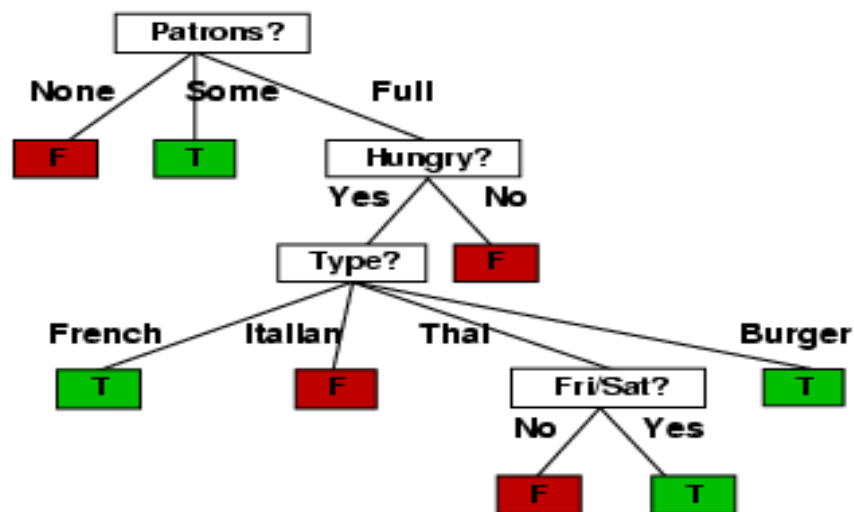 Patrons?
None Some Full
F T Hungry?
Yes No
Type? F
French Italian Thai Burger
T F Fri/Sat? T
No Yes
F T